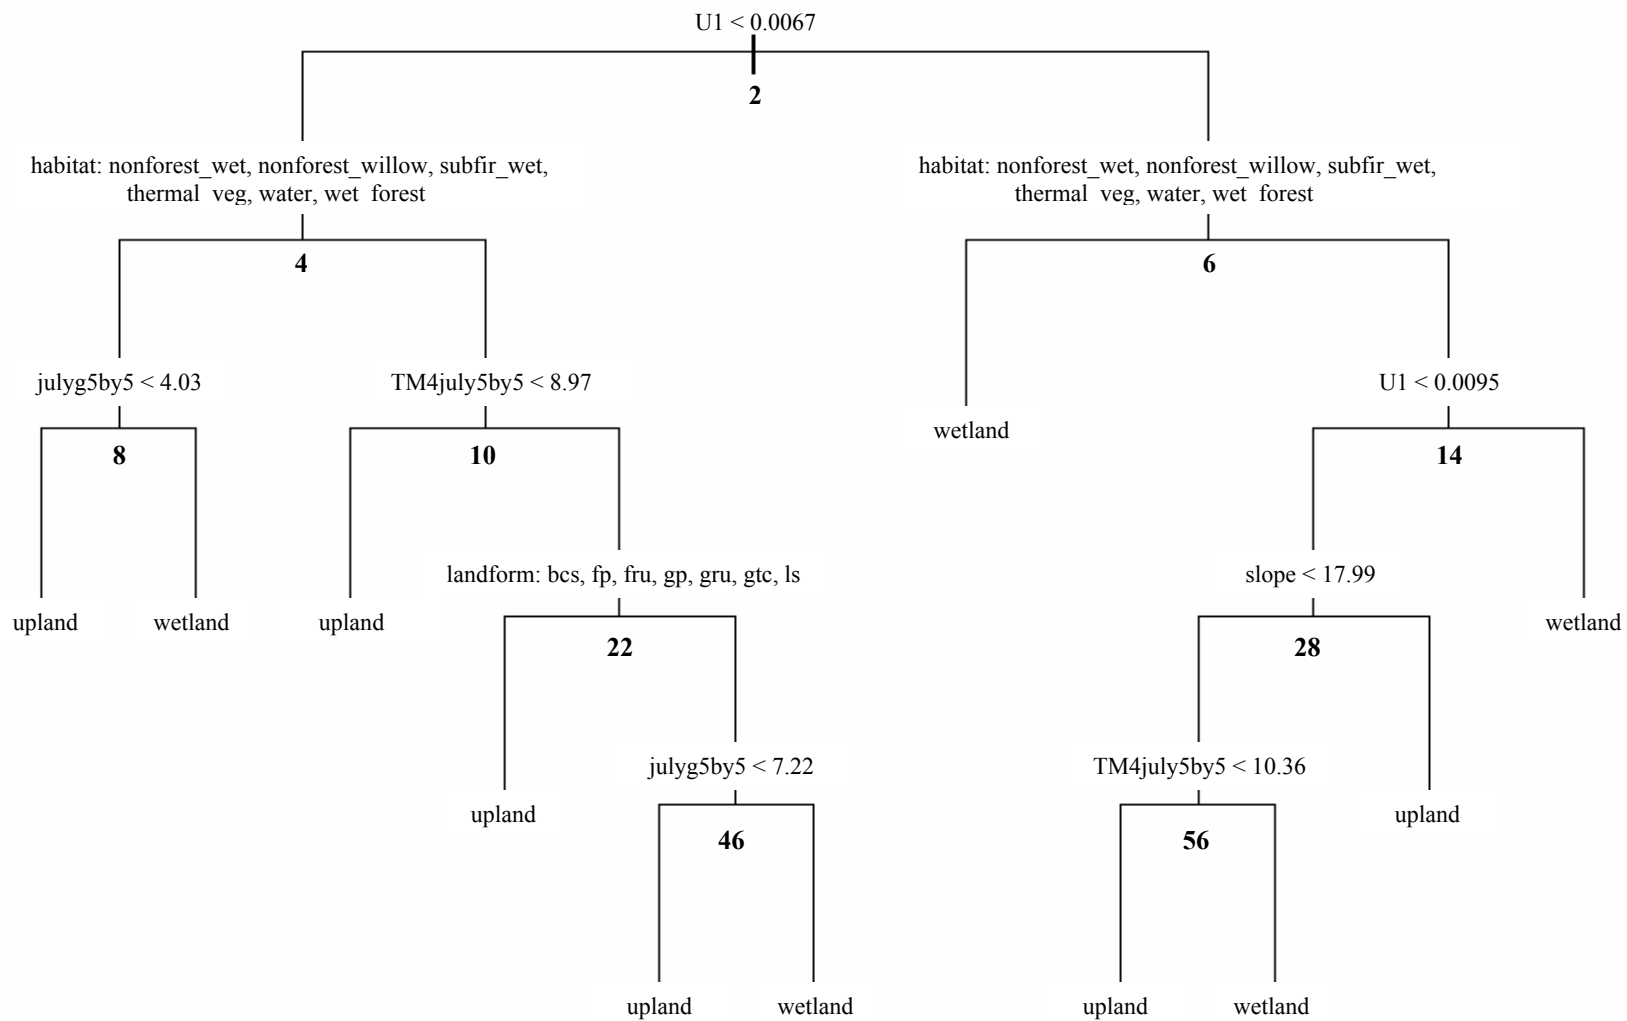 U1 < 0.0067
2
habitat: nonforest_wet, nonforest_willow, subfir_wet,
thermal veg, water, wet forest
habitat: nonforest_wet, nonforest_willow, subfir_wet,
thermal veg, water, wet forest
4
6
julyg5by5 < 4.03
TM4july5by5 < 8.97
U1 < 0.0095
wetland
8
10
14
landform: bcs, fp, fru, gp, gru, gtc, ls
slope < 17.99
upland
wetland
upland
wetland
22
28
julyg5by5 < 7.22
TM4july5by5 < 10.36
upland
upland
46
56
upland
wetland
upland
wetland